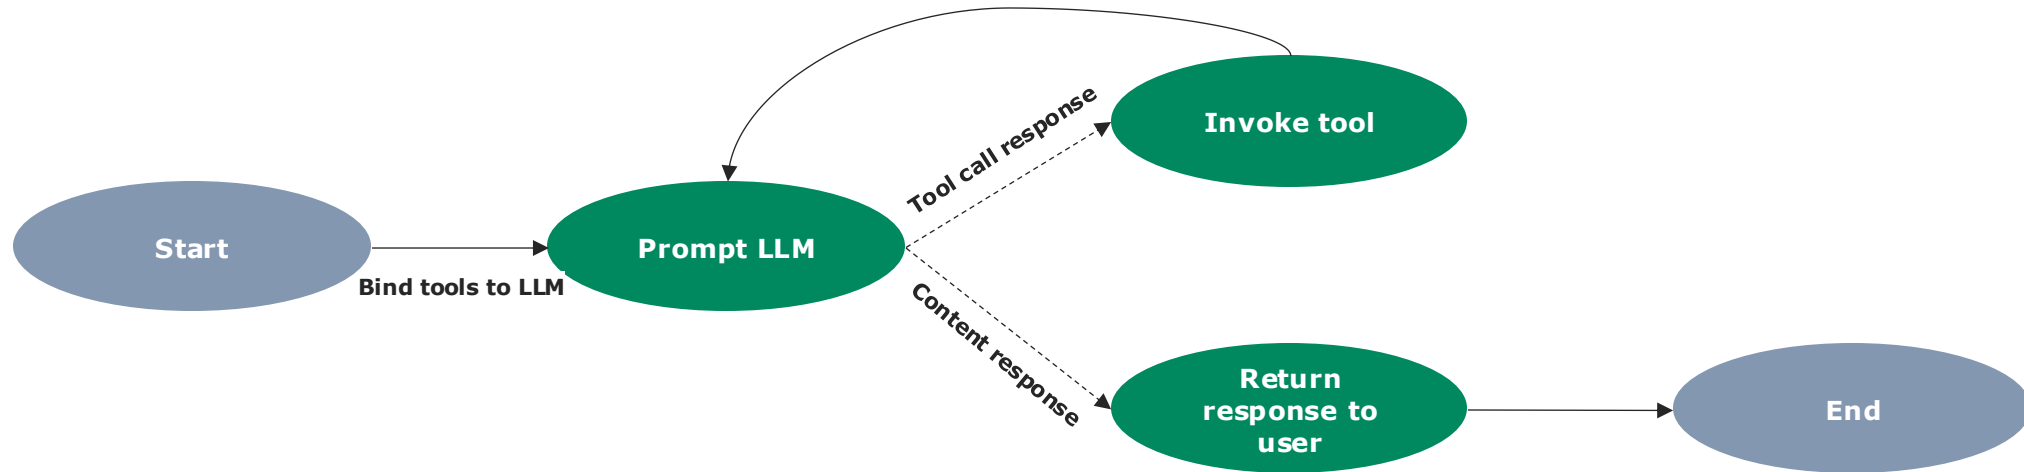 Start
Bind tools to LLM
Prompt LLM
Tool call response
Invoke tool
Content response
Return
response to
user
End